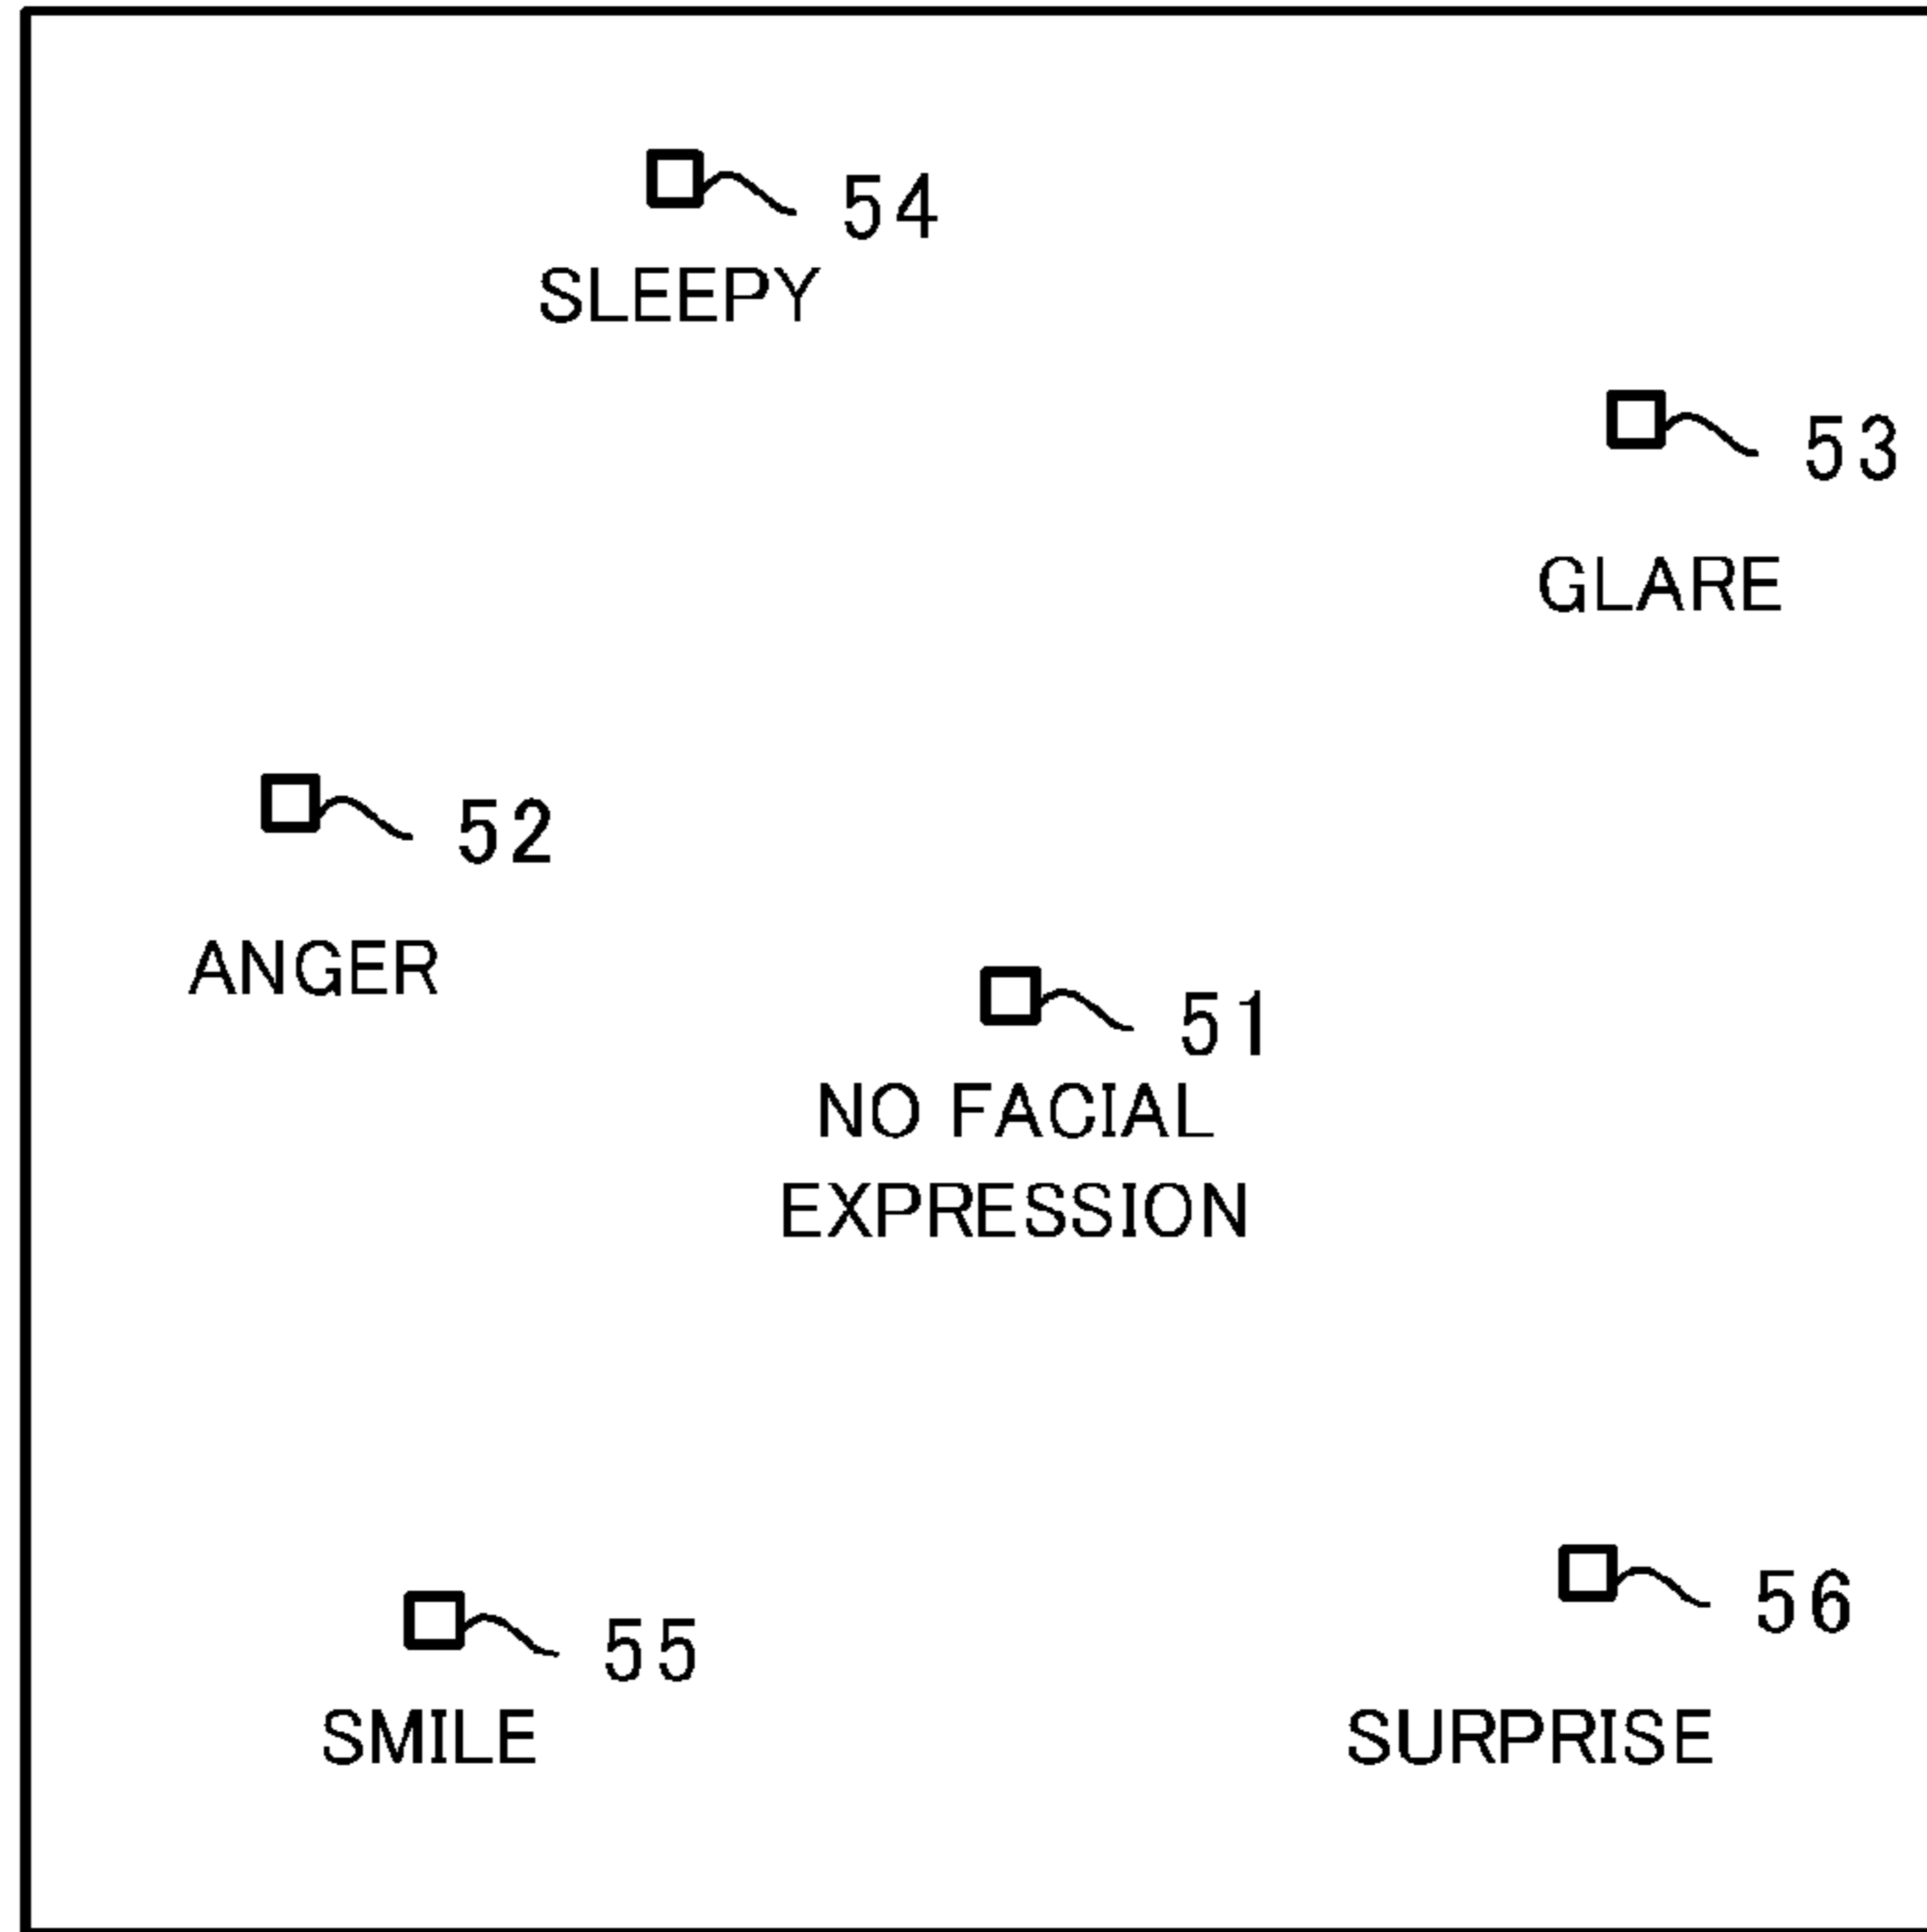 54
SLEEPY
53
GLARE
52
ANGER
51
NO FACIAL
EXPRESSION
56
55
SMILE
SURPRISE